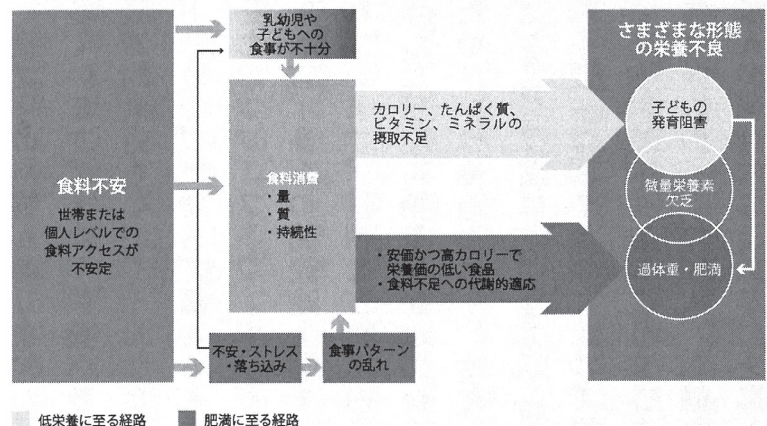 食料不安
世帯または
個人レベルでの
食料アクセスが
不安定
乳幼児や
子どもへの
食事が不十分
食料消費
・量
・質
・持続性
不安・ストレス
・落ち込み
食事パターン
の乱れ
カロリー、たんぱく質、
ビタミン、ミネラルの
摂取不足
・安価かつ高カロリーで
栄養価の低い食品
・食料不足への代謝的適応
さまざまな形態
の栄養不良
子どもの
発育阻害
微量栄養素
欠乏
過体重・肥満
低栄養に至る経路
肥満に至る経路